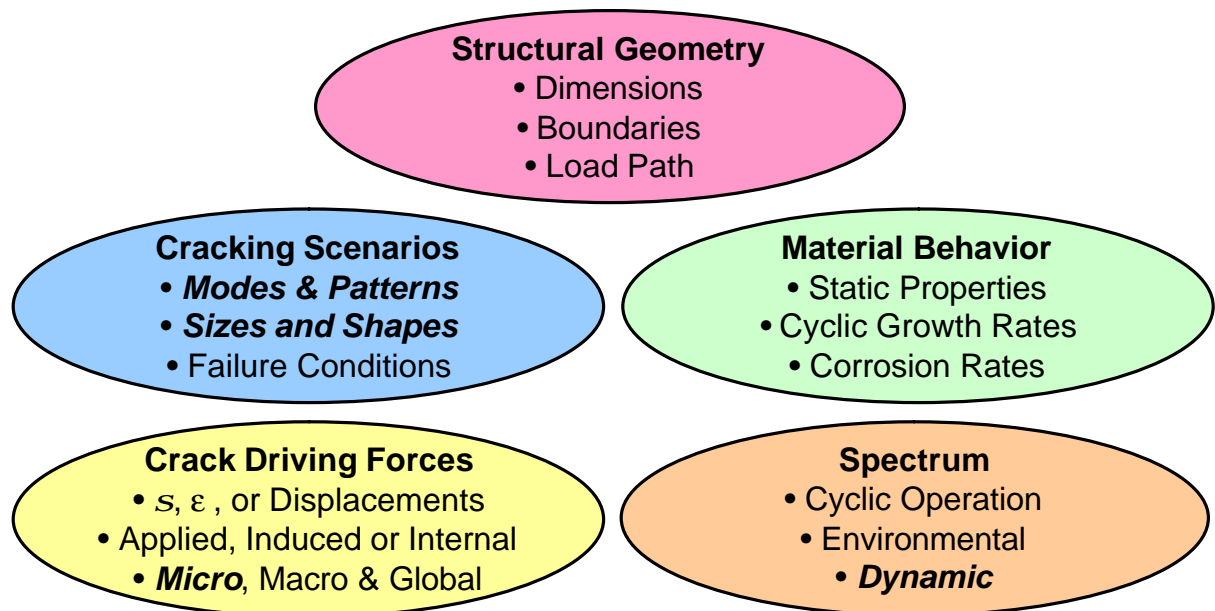 Structural Geometry
• Dimensions
• Boundaries
• Load Path
Cracking Scenarios
• Modes & Patterns
• Sizes and Shapes
• Failure Conditions
Material Behavior
• Static Properties
• Cyclic Growth Rates
• Corrosion Rates
Crack Driving Forces
• s, ε , or Displacements
• Applied, Induced or Internal
• Micro, Macro & Global
Spectrum
• Cyclic Operation
• Environmental
• Dynamic